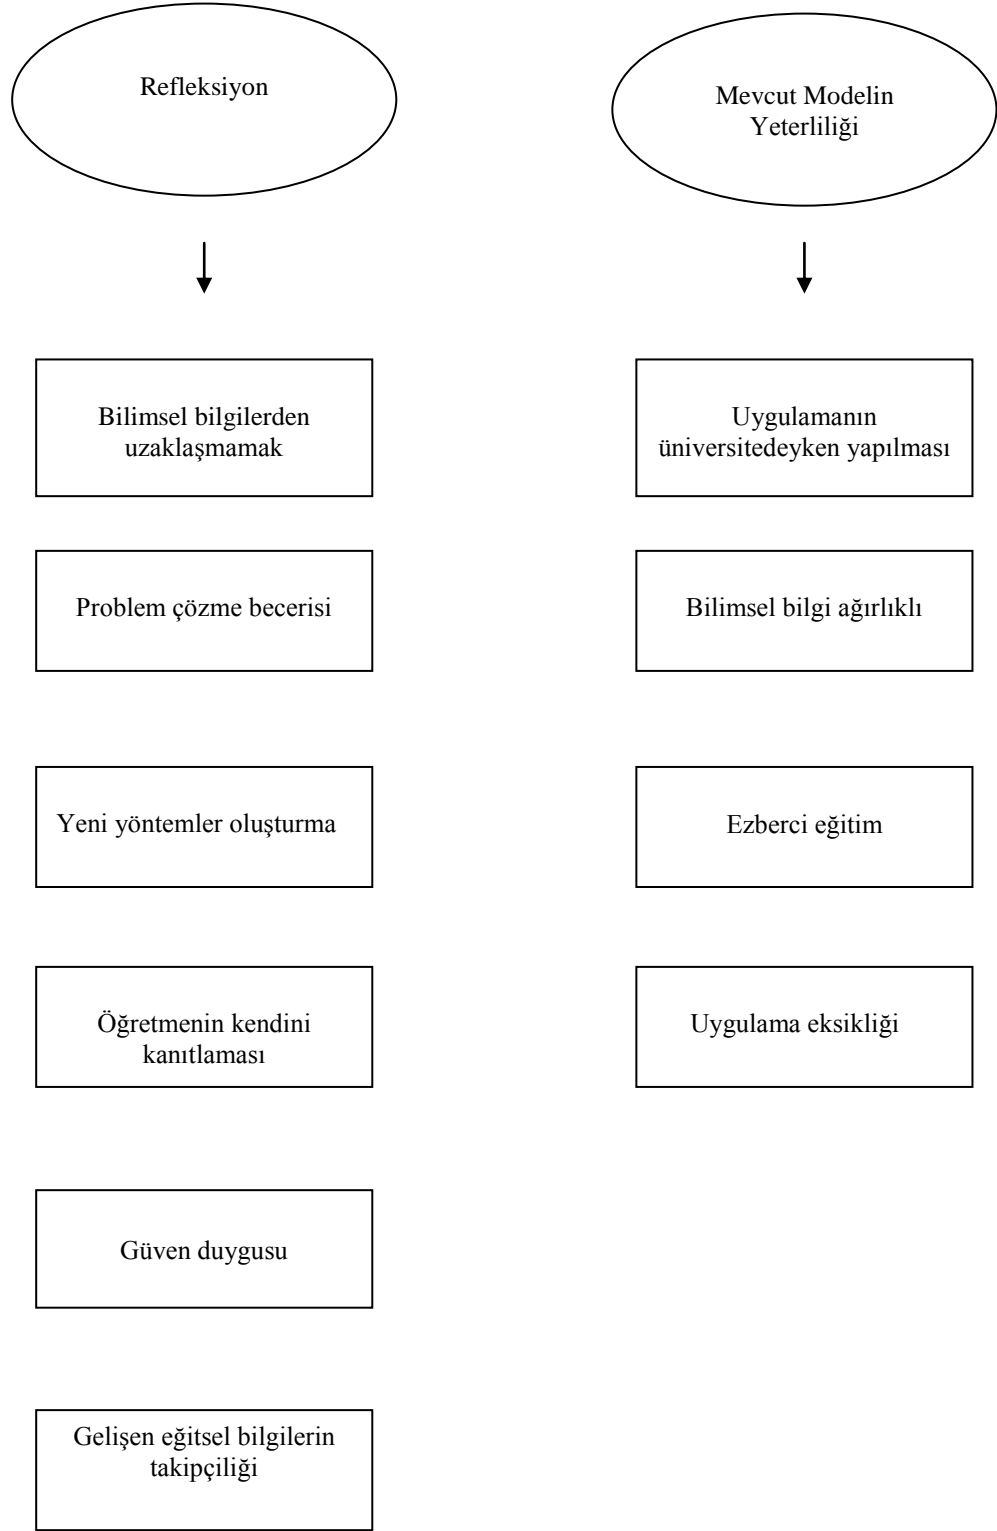 Refleksiyon
Mevcut Modelin
Yeterliliği
Bilimsel bilgilerden
uzaklaşmamak
Uygulamanın
üniversitedeyken yapılması
Problem çözme becerisi
Bilimsel bilgi ağırlıklı
Yeni yöntemler oluşturma
Ezberci eğitim
Öğretmenin kendini
kanıtlaması
Uygulama eksikliği
Güven duygusu
Gelişen eğitsel bilgilerin
takipçiliği